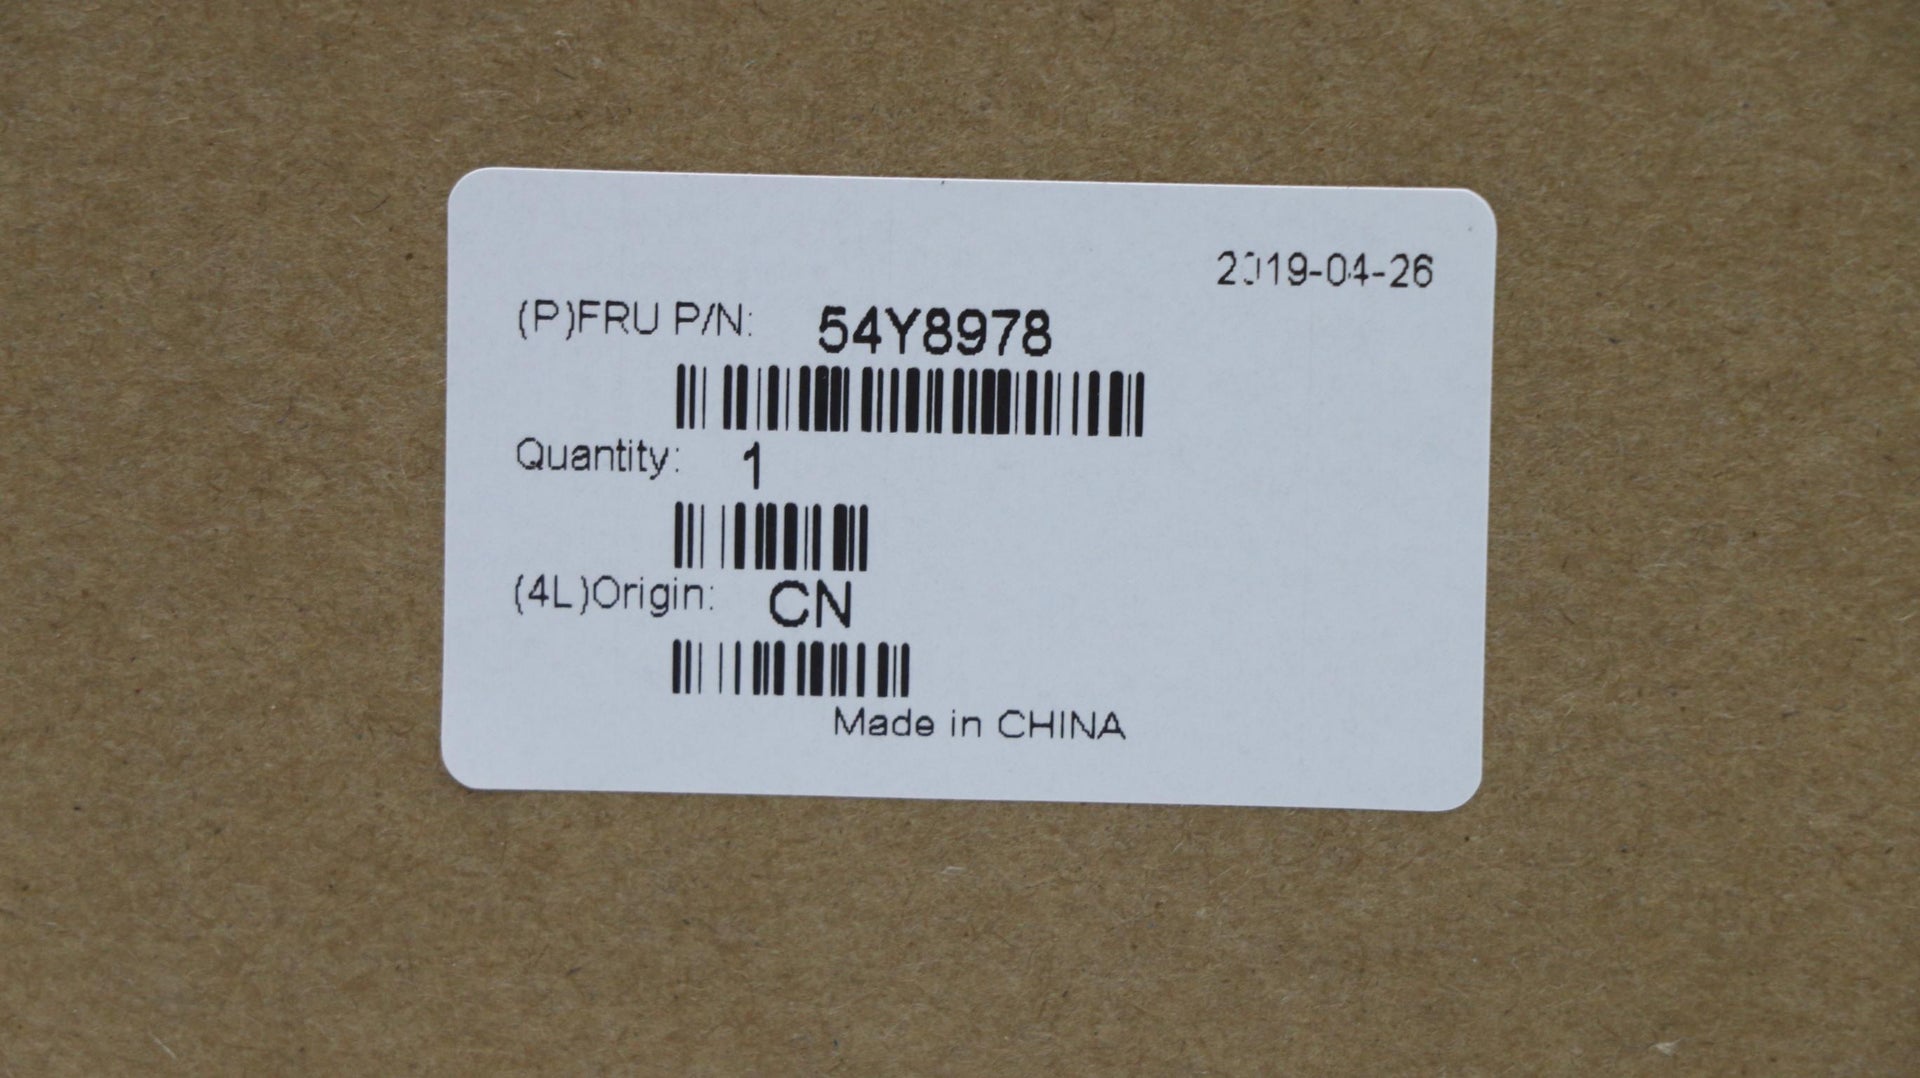 2019-04-26
(P)FRU P/N: 54Y8978
Quantity: 1
(4L)Origin: CN
Made in CHINA